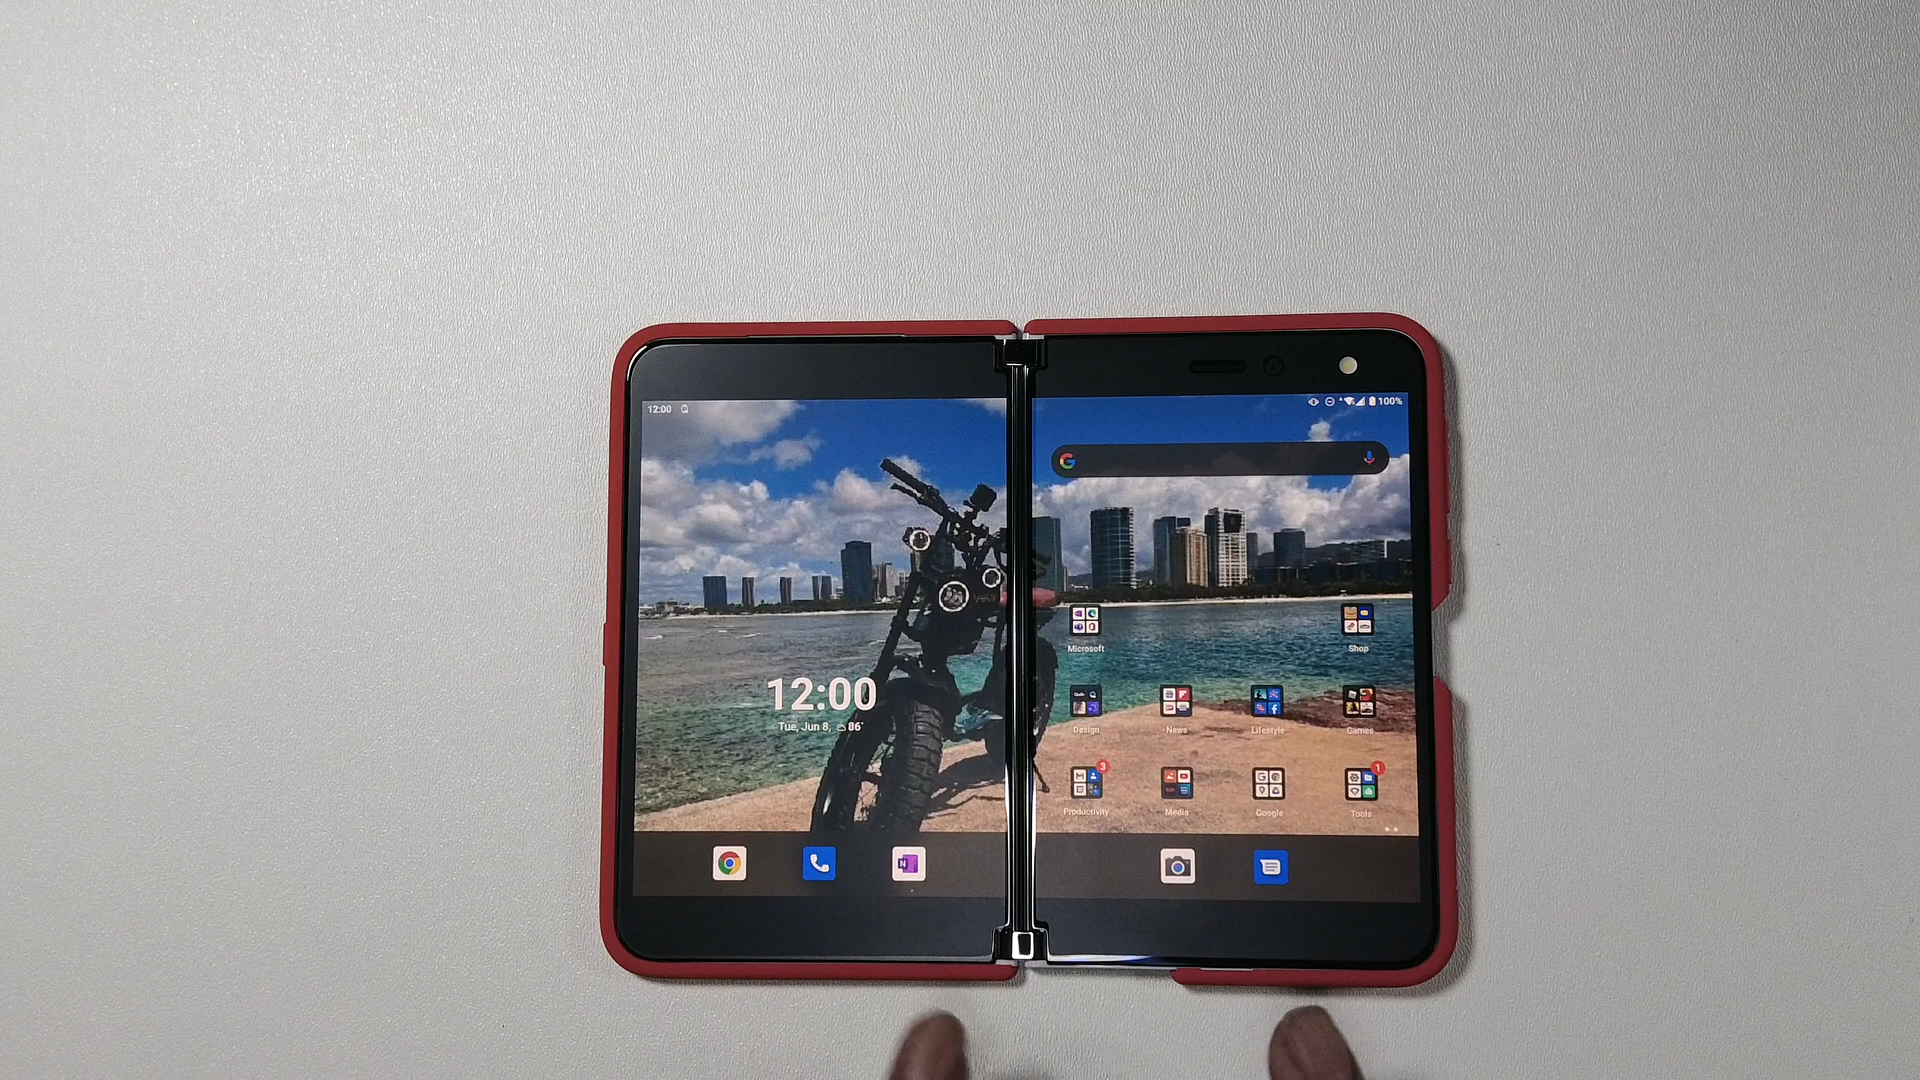 12:00
100%
12:00
Tue, Jun 8, 86°
Microsoft
Shop
Design
News
Lifestyle
Games
3
1
Productivity
Media
Google
Tools